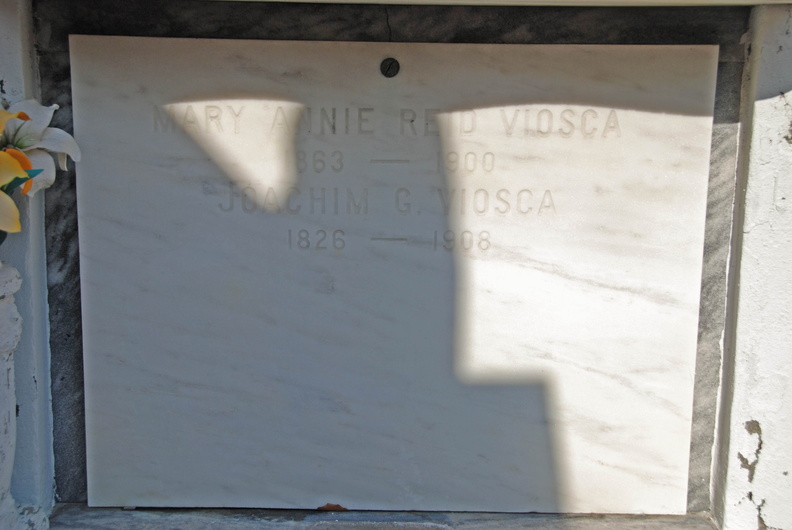 MARY ANNIE REID VIOSCA
1863 — 1900
JOACHIM G. VIOSCA
1826 — 1908